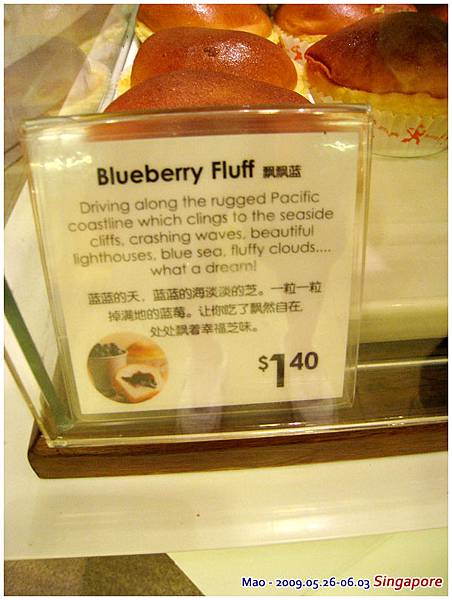 Blueberry Fluff 飘飘蓝
Driving along the rugged Pacific
coastline which clings to the seaside
cliffs, crashing waves, beautiful
lighthouses, blue sea, fluffy clouds....
what a dream!
蓝蓝的天，蓝蓝的海淡淡的芝。一粒一粒
掉满地的蓝莓。让你吃了飘然自在，
处处飘着幸福芝味。
$1 40
Mao - 2009.05.26-06.03 Singapore